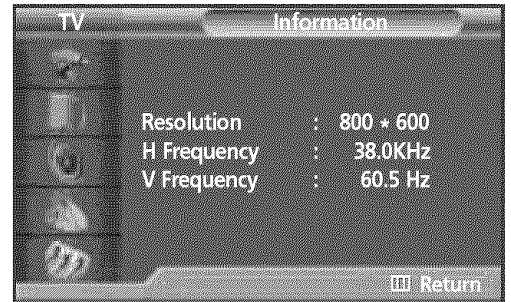 TV Information
Resolution : 800 * 600
H Frequency : 38.0KHz
V Frequency : 60.5 Hz
Return